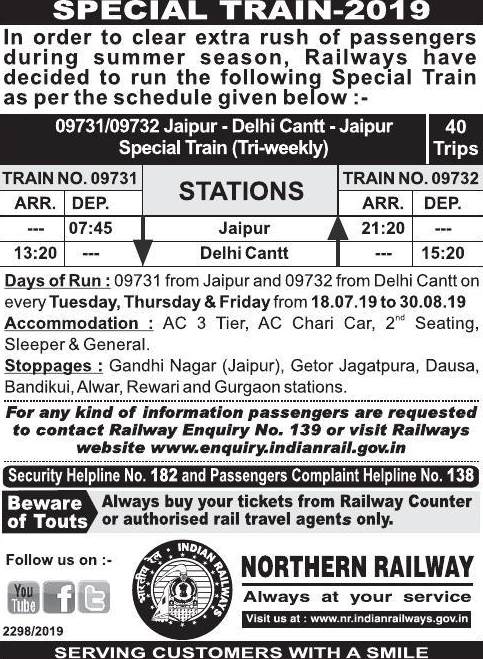 SPECIAL TRAIN-2019
In order to clear extra rush of passengers
during summer season, Railways have
decided to run the following Special Train
as per the schedule given below :-
09731/09732 Jaipur - Delhi Cantt - Jaipur
Special Train (Tri-weekly)
40
Trips
TRAIN NO. 09731
STATIONS
TRAIN NO. 09732
ARR. DEP.
ARR. DEP.
--- 07:45 Jaipur 21:20 ---
13:20 --- Delhi Cantt --- 15:20
Days of Run : 09731 from Jaipur and 09732 from Delhi Cantt on
every Tuesday, Thursday & Friday from 18.07.19 to 30.08.19
Accommodation : AC 3 Tier, AC Chari Car, 2nd Seating,
Sleeper & General.
Stoppages : Gandhi Nagar (Jaipur), Getor Jagatpura, Dausa,
Bandikui, Alwar, Rewari and Gurgaon stations.
For any kind of information passengers are requested
to contact Railway Enquiry No. 139 or visit Railways
website www.enquiry.indianrail.gov.in
Security Helpline No. 182 and Passengers Complaint Helpline No. 138
Beware
of Touts
Always buy your tickets from Railway Counter
or authorised rail travel agents only.
Follow us on :-
You
Tube
f
t
2298/2019
भारतीय रेल
INDIAN RAILWAYS
NORTHERN RAILWAY
Always at your service
Visit us at : www.nr.indianrailways.gov.in
SERVING CUSTOMERS WITH A SMILE